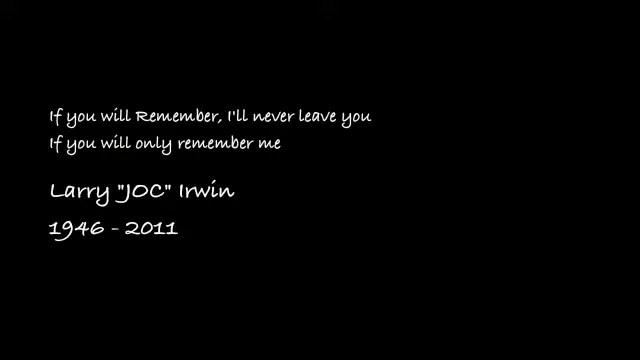 If you will Remember, I'll never leave you
If you will only remember me
Larry "JOC" Irwin
1946 - 2011